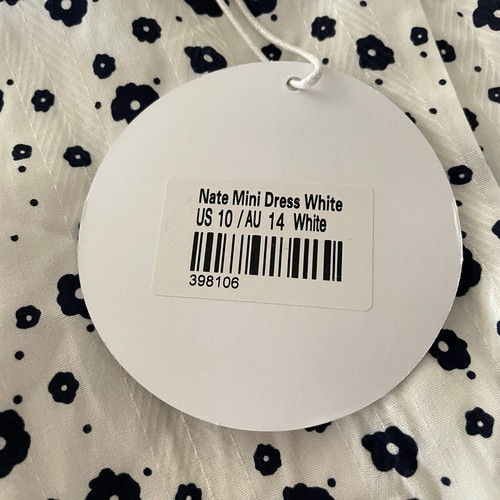 Nate Mini Dress White
US 10 / AU 14 White
398106